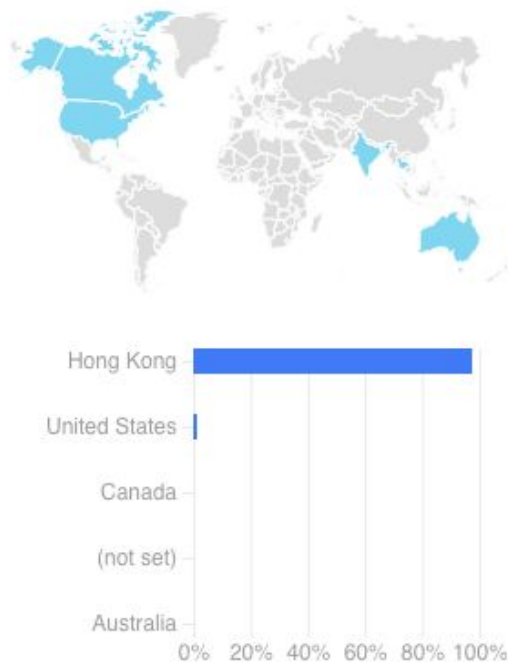 Hong Kong
United States
Canada
(not set)
Australia
0% 20% 40% 60% 80% 100%